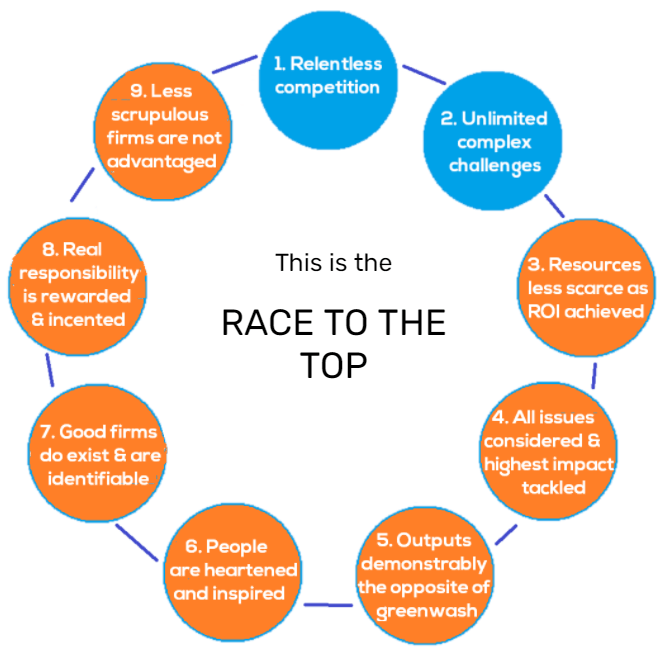 1. Relentless
competition
2. Unlimited
complex
challenges
3. Resources
less scarce as
ROI achieved
4. All issues
considered &
highest impact
tackled
5. Outputs
demonstrably
the opposite of
greenwash
6. People
are heartened
and inspired
7. Good firms
do exist & are
identifiable
8. Real
responsibility
is rewarded
& incented
9. Less
scrupulous
firms are not
advantaged
This is the
RACE TO THE
TOP